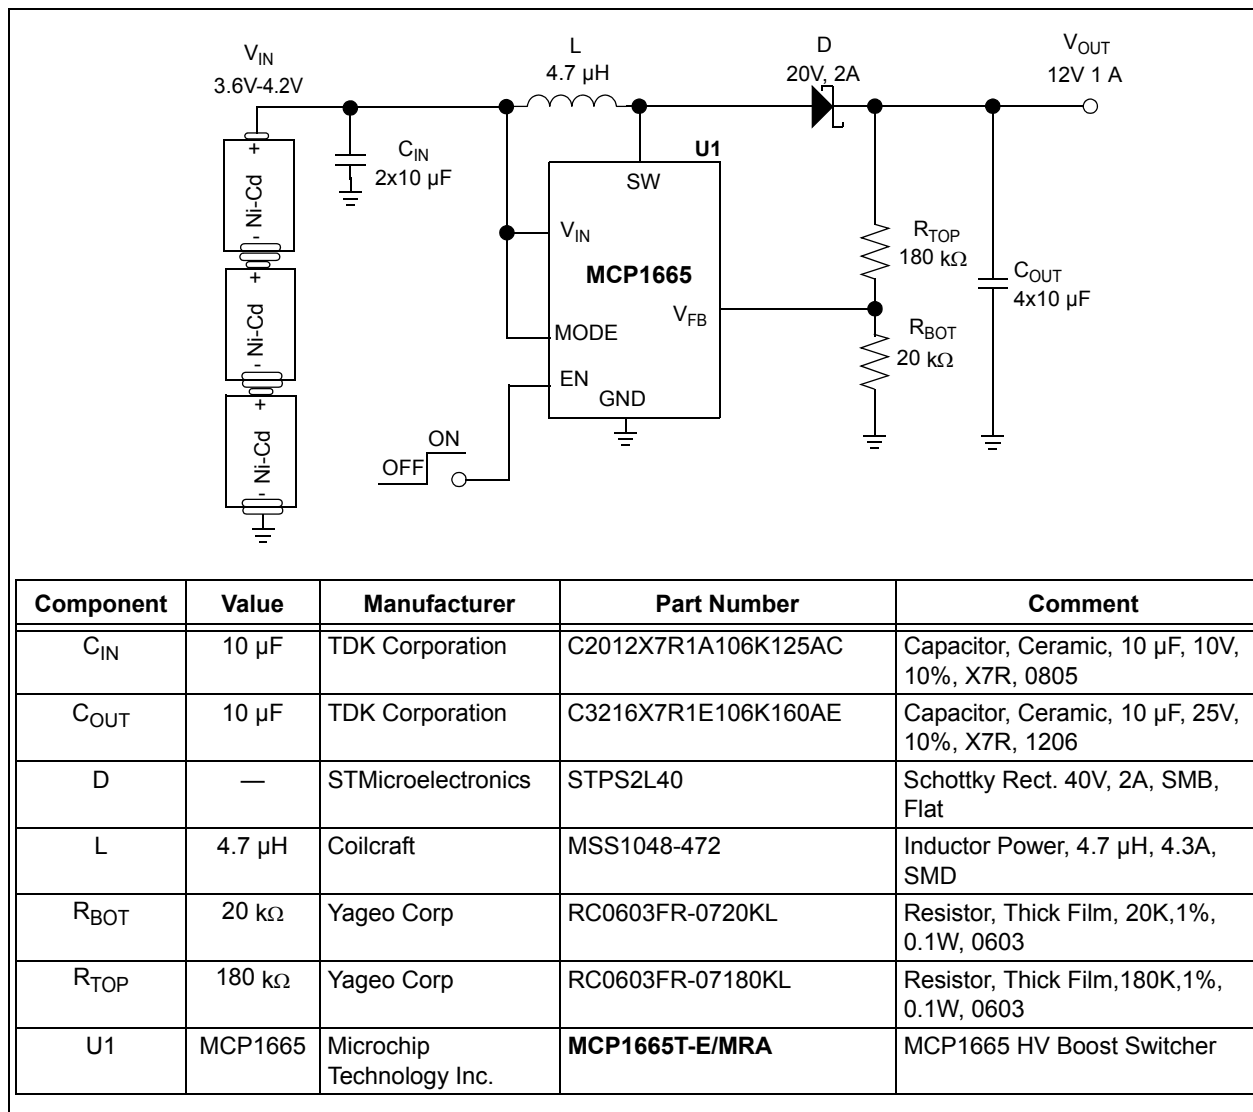 V_IN
3.6V-4.2V
L
4.7 µH
D
20V, 2A
V_OUT
12V 1 A
C_IN
2x10 µF
+
Ni-Cd
-
+
Ni-Cd
-
+
Ni-Cd
-
U1
SW
V_IN
MCP1665
V_FB
MODE
EN
GND
R_TOP
180 kΩ
C_OUT
4x10 µF
R_BOT
20 kΩ
ON
OFF
Component Value Manufacturer Part Number Comment
C_IN 10 µF TDK Corporation C2012X7R1A106K125AC Capacitor, Ceramic, 10 µF, 10V,
10%, X7R, 0805
C_OUT 10 µF TDK Corporation C3216X7R1E106K160AE Capacitor, Ceramic, 10 µF, 25V,
10%, X7R, 1206
D — STMicroelectronics STPS2L40 Schottky Rect. 40V, 2A, SMB,
Flat
L 4.7 µH Coilcraft MSS1048-472 Inductor Power, 4.7 µH, 4.3A,
SMD
R_BOT 20 kΩ Yageo Corp RC0603FR-0720KL Resistor, Thick Film, 20K,1%,
0.1W, 0603
R_TOP 180 kΩ Yageo Corp RC0603FR-07180KL Resistor, Thick Film,180K,1%,
0.1W, 0603
U1 MCP1665 Microchip MCP1665T-E/MRA MCP1665 HV Boost Switcher
Technology Inc.